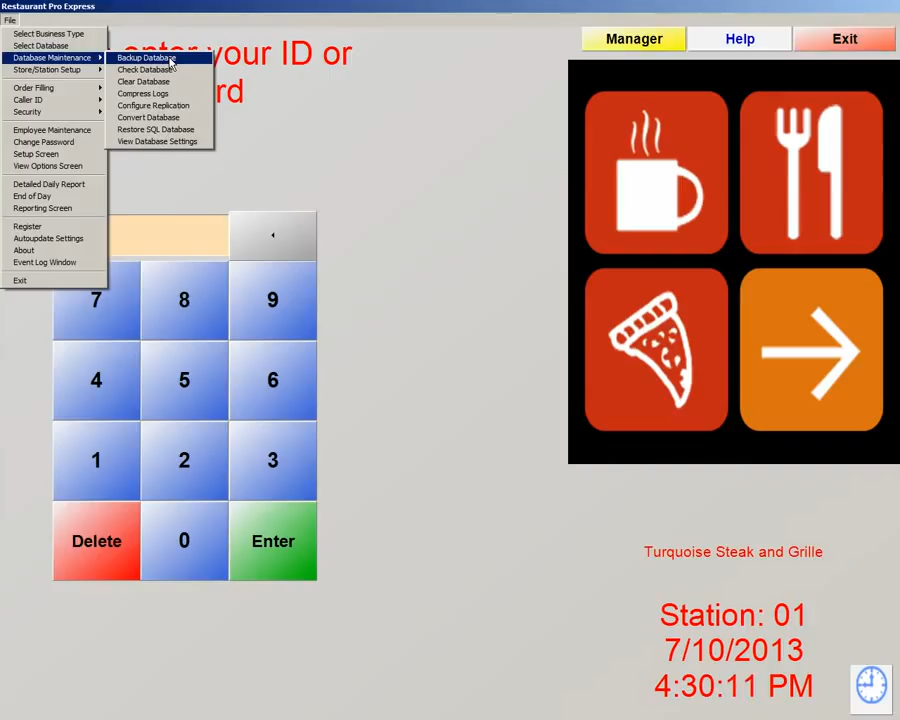 Restaurant Pro Express
File
Select Business Type
Select Database
Database Maintenance
Store/Station Setup
Order Filling
Caller ID
Security
Employee Maintenance
Change Password
Setup Screen
View Options Screen
Detailed Daily Report
End of Day
Reporting Screen
Register
Autoupdate Settings
About
Event Log Window
Exit
Backup Database
Check Database
Clear Database
Compress Logs
Configure Replication
Convert Database
Restore SQL Database
View Database Settings
enter your ID or
rd
7
8
9
4
5
6
1
2
3
Delete
0
Enter
Manager
Help
Exit
Turquoise Steak and Grille
Station: 01
7/10/2013
4:30:11 PM